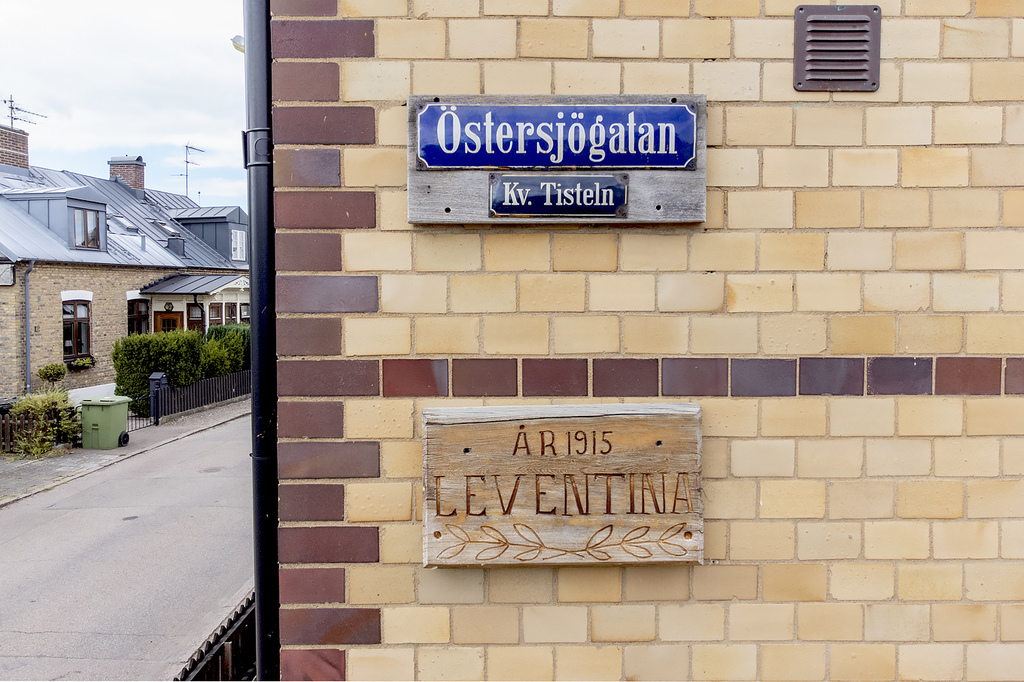 Östersjögatan
Kv. Tisteln
ÅR 1915
LEVENTINA